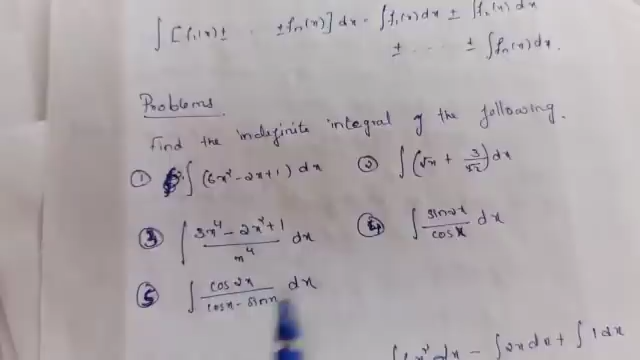 ∫ [f₁(x) ± ... ± fₙ(x)] dx = ∫ f₁(x) dx ± ∫ f₂(x) dx
± ... ± ∫ fₙ(x) dx.
Problems
Find the indefinite integral of the following.
① ∫ (6x² - 2x + 1) dx ② ∫ (√x + 3/√x) dx
③ ∫ (3x⁴ - 2x² + 1)/x⁴ dx ④ ∫ sin2x/cosx dx
⑤ ∫ cos2x/(cosx - sinx) dx
x² dx - ∫ 2x dx + ∫ 1 dx